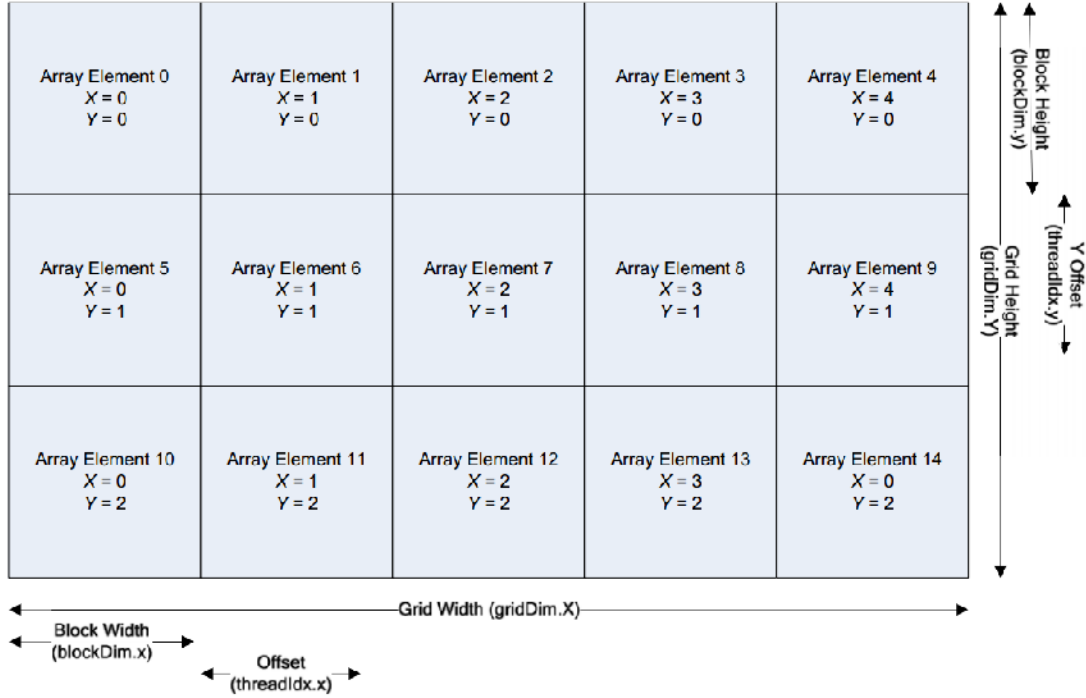 Array Element 0
X = 0
Y = 0
Array Element 1
X = 1
Y = 0
Array Element 2
X = 2
Y = 0
Array Element 3
X = 3
Y = 0
Array Element 4
X = 4
Y = 0
Array Element 5
X = 0
Y = 1
Array Element 6
X = 1
Y = 1
Array Element 7
X = 2
Y = 1
Array Element 8
X = 3
Y = 1
Array Element 9
X = 4
Y = 1
Array Element 10
X = 0
Y = 2
Array Element 11
X = 1
Y = 2
Array Element 12
X = 2
Y = 2
Array Element 13
X = 3
Y = 2
Array Element 14
X = 0
Y = 2
Block Height
(blockDim.y)
Grid Height
(gridDim.Y)
Y Offset
(threadIdx.y)
Grid Width (gridDim.X)
Block Width
(blockDim.x)
Offset
(threadIdx.x)